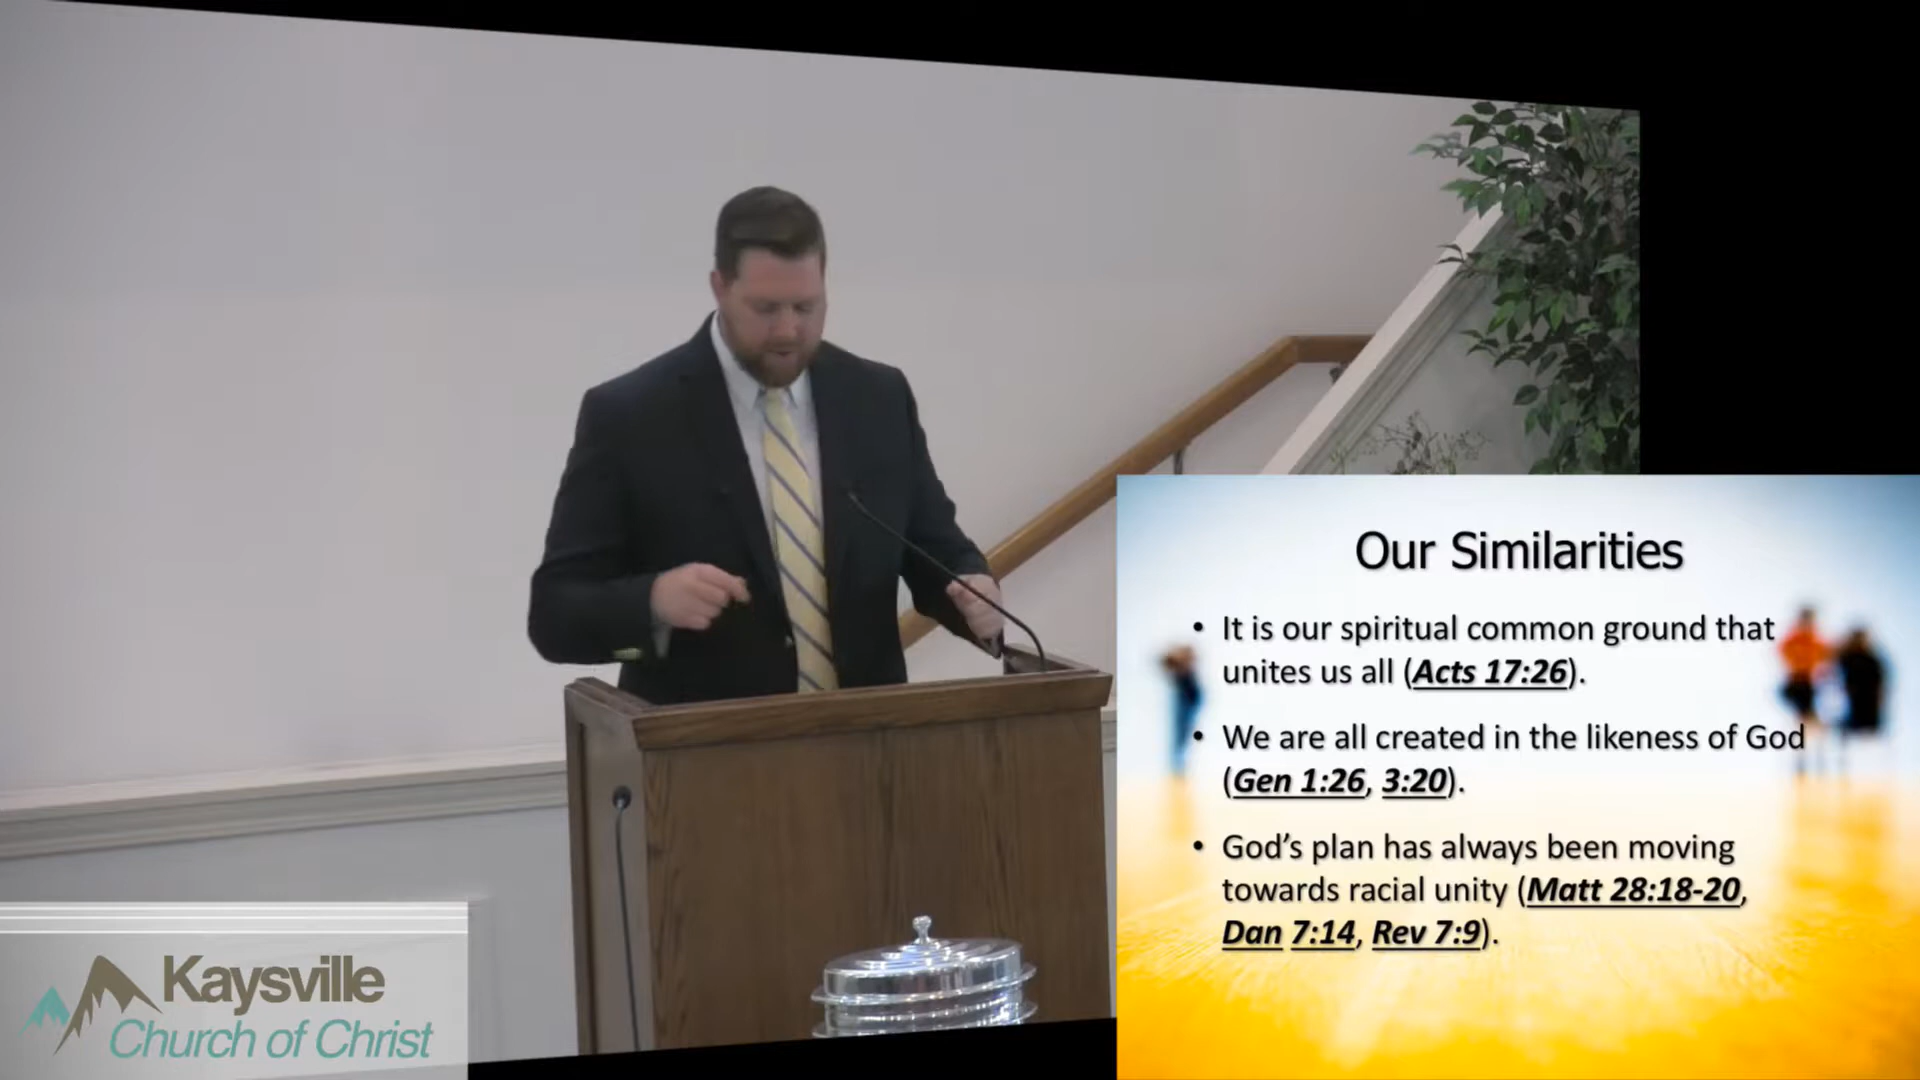 Our Similarities
• It is our spiritual common ground that
unites us all (Acts 17:26).
• We are all created in the likeness of God
(Gen 1:26, 3:20).
• God’s plan has always been moving
towards racial unity (Matt 28:18-20,
Dan 7:14, Rev 7:9).
Kaysville
Church of Christ